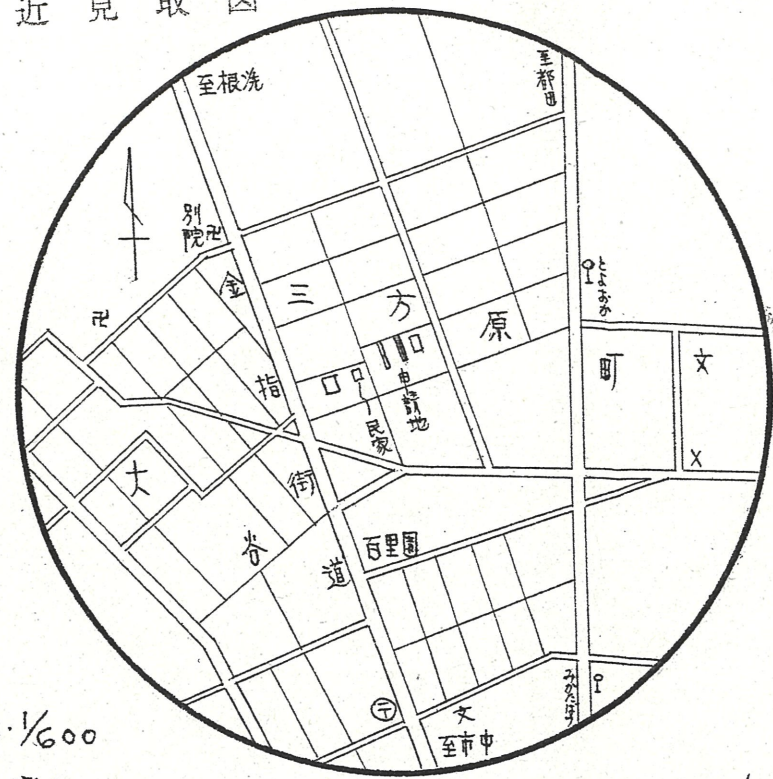 近見取図
至根洗
至都田
別院 卍
卍
とよおか
金指街道
三方原町
申請地
民家
文
X
大谷
百里園
〒
文
至市中
みかたばら
1/600